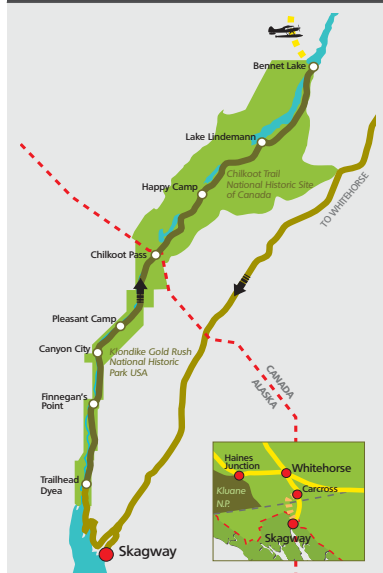 Bennet Lake
Lake Lindemann
Chilkoot Trail
National Historic Site
of Canada
Happy Camp
TO WHITEHORSE
Chilkoot Pass
Pleasant Camp
Canyon City
Klondike Gold Rush
National Historic
Park USA
CANADA
ALASKA
Finnegan's
Point
Trailhead
Dyea
Skagway
Haines
Junction
Whitehorse
Kluane
N.P.
Carcross
Skagway